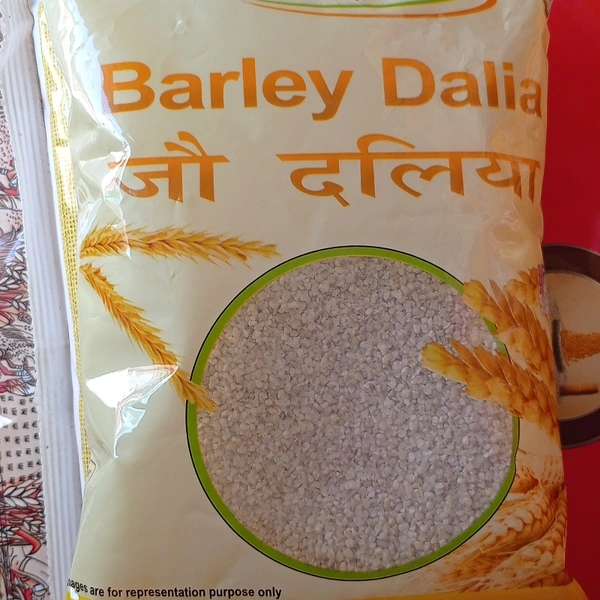 Barley Dalia
जौ दलिया
are for representation purpose only